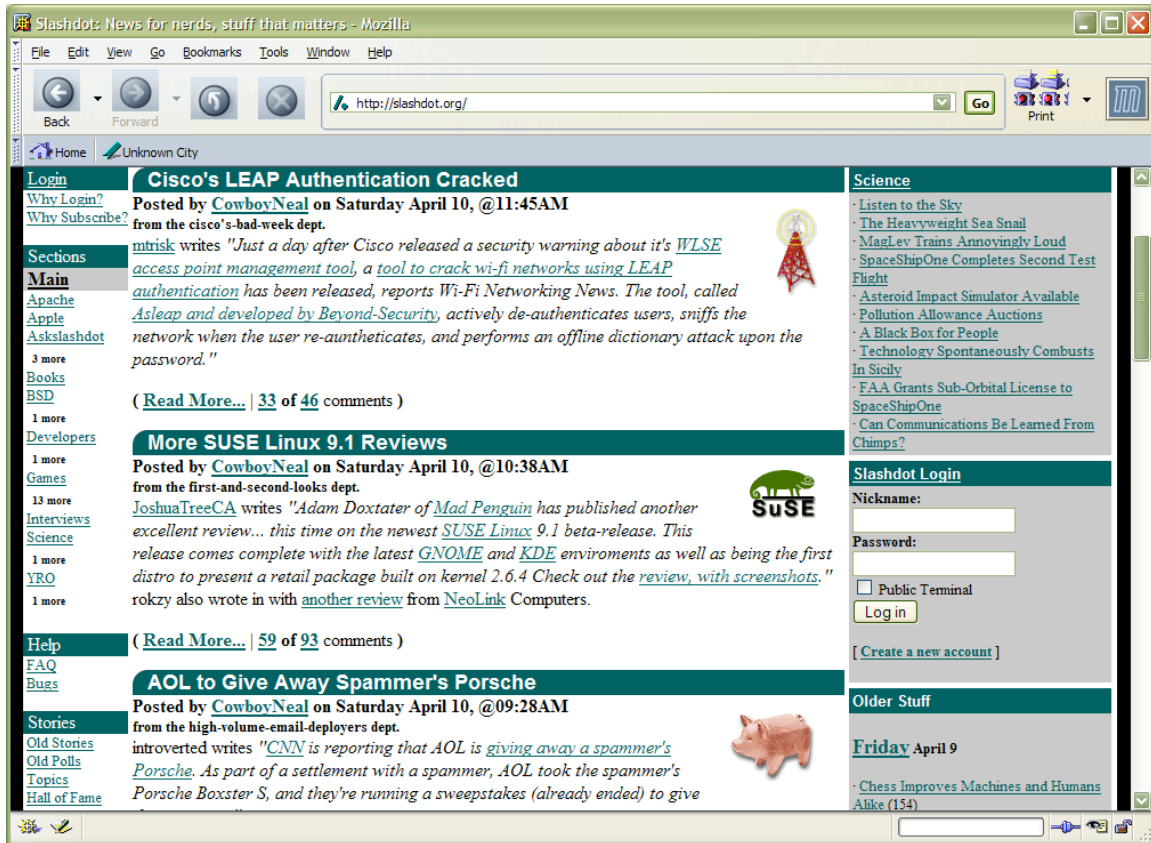 Slashdot: News for nerds, stuff that matters - Mozilla
File Edit View Go Bookmarks Tools Window Help
Back Forward http://slashdot.org/ Go Print
Home Unknown City
Login
Why Login?
Why Subscribe?
Sections
Main
Apache
Apple
Askslashdot
3 more
Books
BSD
1 more
Developers
1 more
Games
13 more
Interviews
Science
1 more
YRO
1 more
Help
FAQ
Bugs
Stories
Old Stories
Old Polls
Topics
Hall of Fame
Cisco's LEAP Authentication Cracked
Posted by CowboyNeal on Saturday April 10, @11:45AM
from the cisco's-bad-week dept.
mtrisk writes "Just a day after Cisco released a security warning about it's WLSE
access point management tool, a tool to crack wi-fi networks using LEAP
authentication has been released, reports Wi-Fi Networking News. The tool, called
Asleap and developed by Beyond-Security, actively de-authenticates users, sniffs the
network when the user re-auntheticates, and performs an offline dictionary attack upon the
password."
( Read More... | 33 of 46 comments )
More SUSE Linux 9.1 Reviews
Posted by CowboyNeal on Saturday April 10, @10:38AM
from the first-and-second-looks dept.
SuSE
JoshuaTreeCA writes "Adam Doxtater of Mad Penguin has published another
excellent review... this time on the newest SUSE Linux 9.1 beta-release. This
release comes complete with the latest GNOME and KDE enviroments as well as being the first
distro to present a retail package built on kernel 2.6.4 Check out the review, with screenshots."
rokzy also wrote in with another review from NeoLink Computers.
( Read More... | 59 of 93 comments )
AOL to Give Away Spammer's Porsche
Posted by CowboyNeal on Saturday April 10, @09:28AM
from the high-volume-email-deployers dept.
introverted writes "CNN is reporting that AOL is giving away a spammer's
Porsche. As part of a settlement with a spammer, AOL took the spammer's
Porsche Boxster S, and they're running a sweepstakes (already ended) to give
Science
· Listen to the Sky
· The Heavyweight Sea Snail
· MagLev Trains Annoyingly Loud
· SpaceShipOne Completes Second Test
Flight
· Asteroid Impact Simulator Available
· Pollution Allowance Auctions
· A Black Box for People
· Technology Spontaneously Combusts
In Sicily
· FAA Grants Sub-Orbital License to
SpaceShipOne
· Can Communications Be Learned From
Chimps?
Slashdot Login
Nickname:
Password:
Public Terminal
Log in
[ Create a new account ]
Older Stuff
Friday April 9
· Chess Improves Machines and Humans
Alike (154)